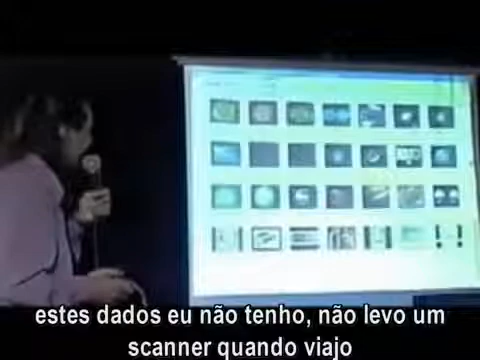 estes dados eu não tenho, não levo um
scanner quando viajo